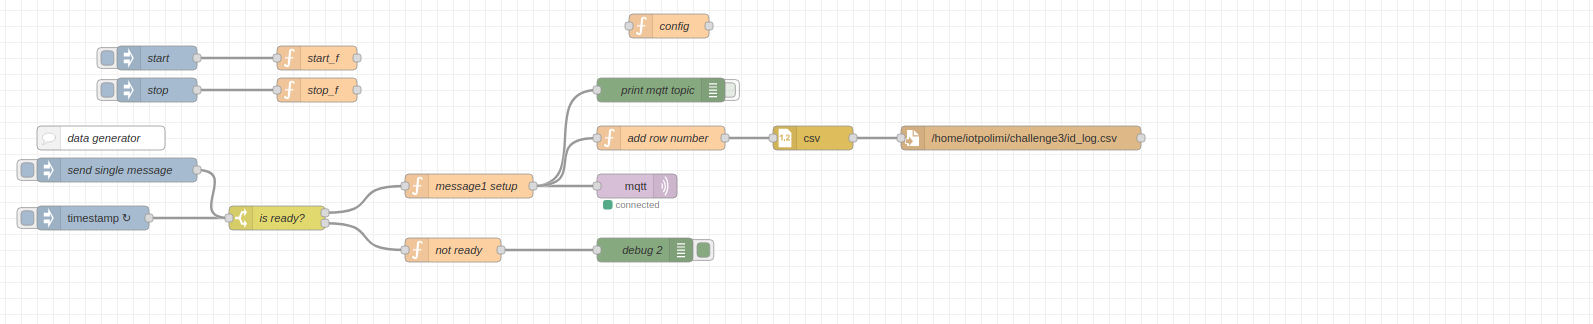 config
start
start_f
stop
stop_f
print mqtt topic
data generator
add row number
1,2
csv
/home/iotpolimi/challenge3/id_log.csv
send single message
message1 setup
mqtt
connected
timestamp ↻
is ready?
not ready
debug 2